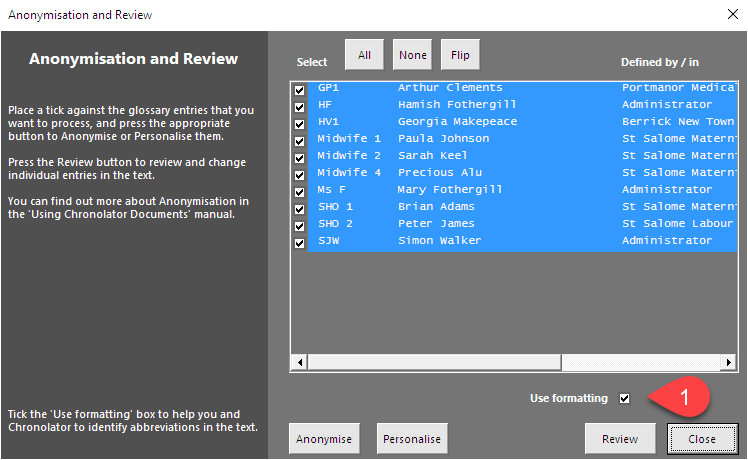 Anonymisation and Review
Anonymisation and Review
Place a tick against the glossary entries that you
want to process, and press the appropriate
button to Anonymise or Personalise them.
Press the Review button to review and change
individual entries in the text.
You can find out more about Anonymisation in
the 'Using Chronolator Documents' manual.
Tick the 'Use formatting' box to help you and
Chronolator to identify abbreviations in the text.
Select All None Flip Defined by / in
GP1 Arthur Clements Portmanor Medica
HF Hamish Fothergill Administrator
HV1 Georgia Makepeace Berrick New Town
Midwife 1 Paula Johnson St Salome Matern
Midwife 2 Sarah Keel St Salome Matern
Midwife 4 Precious Alu St Salome Matern
Ms F Mary Fothergill Administrator
SHO 1 Brian Adams St Salome Matern
SHO 2 Peter James St Salome Labour
SJW Simon Walker Administrator
Use formatting 1
Anonymise Personalise Review Close